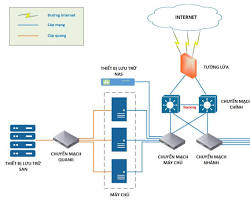 Đường Internet
Cáp mạng
Cáp quang
INTERNET
THIẾT BỊ LƯU TRỮ
NAS
TƯỜNG LỬA
CHUYỂN MẠCH
CHÍNH
Stacking
THIẾT BỊ LƯU TRỮ
SAN
CHUYỂN MẠCH
QUANG
MÁY CHỦ
CHUYỂN MẠCH
MÁY CHỦ
CHUYỂN MẠCH
NHÁNH